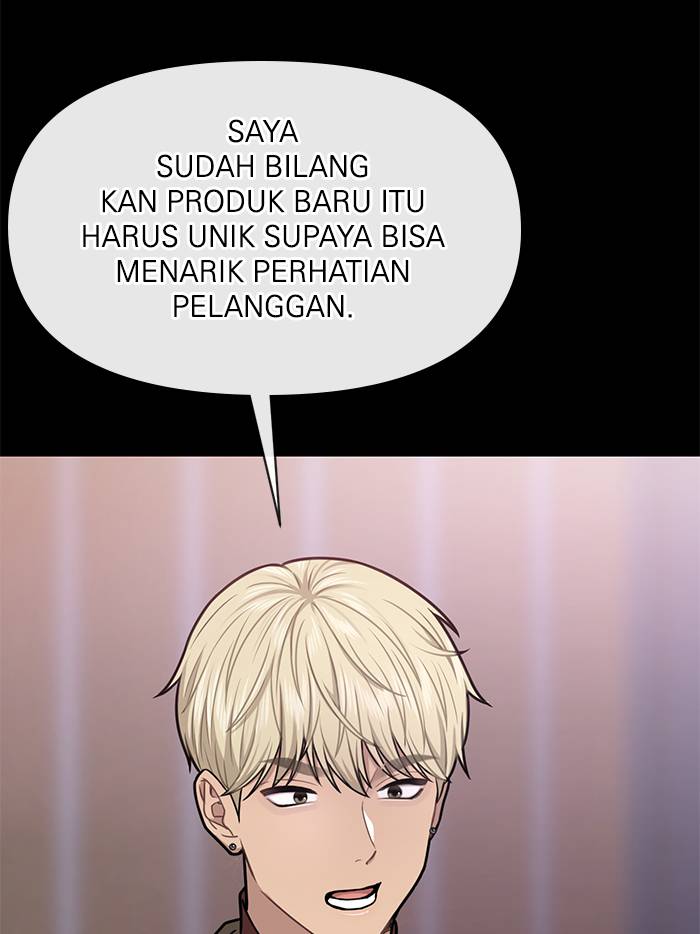 SAYA
SUDAH BILANG
KAN PRODUK BARU ITU
HARUS UNIK SUPAYA BISA
MENARIK PERHATIAN
PELANGGAN.